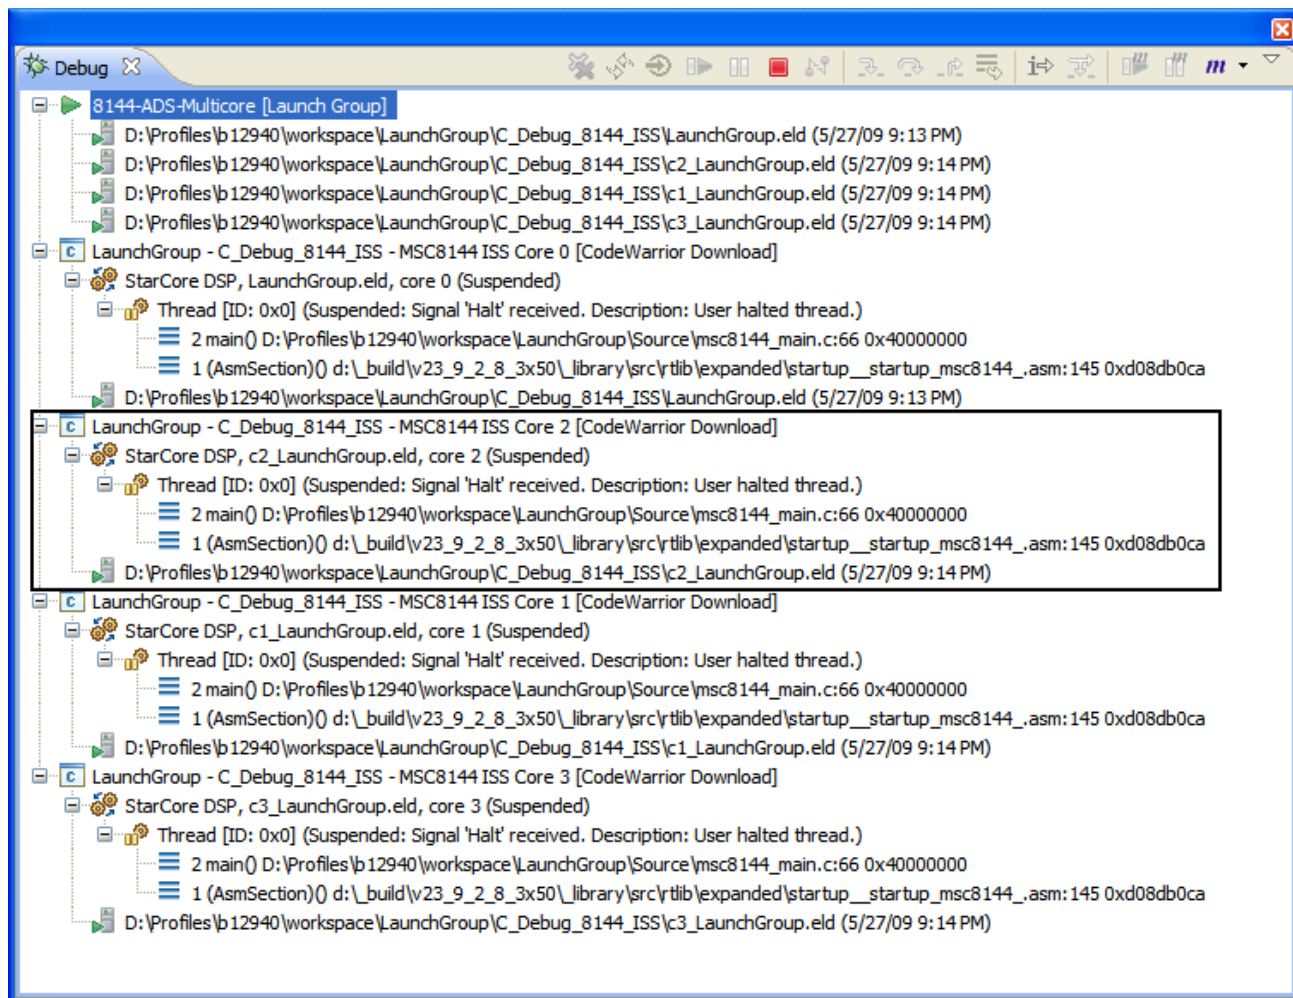 Debug
8144-ADS-Multicore [Launch Group]
D:\Profiles\b12940\workspace\LaunchGroup\C_Debug_8144_ISS\LaunchGroup.eld (5/27/09 9:13 PM)
D:\Profiles\b12940\workspace\LaunchGroup\C_Debug_8144_ISS\c2_LaunchGroup.eld (5/27/09 9:14 PM)
D:\Profiles\b12940\workspace\LaunchGroup\C_Debug_8144_ISS\c1_LaunchGroup.eld (5/27/09 9:14 PM)
D:\Profiles\b12940\workspace\LaunchGroup\C_Debug_8144_ISS\c3_LaunchGroup.eld (5/27/09 9:14 PM)
LaunchGroup - C_Debug_8144_ISS - MSC8144 ISS Core 0 [CodeWarrior Download]
StarCore DSP, LaunchGroup.eld, core 0 (Suspended)
Thread [ID: 0x0] (Suspended: Signal 'Halt' received. Description: User halted thread.)
2 main() D:\Profiles\b12940\workspace\LaunchGroup\Source\msc8144_main.c:66 0x40000000
1 (AsmSection)() d:\_build\v23_9_2_8_3x50\_library\src\rtlib\expanded\startup__startup_msc8144_.asm:145 0xd08db0ca
D:\Profiles\b12940\workspace\LaunchGroup\C_Debug_8144_ISS\LaunchGroup.eld (5/27/09 9:13 PM)
LaunchGroup - C_Debug_8144_ISS - MSC8144 ISS Core 2 [CodeWarrior Download]
StarCore DSP, c2_LaunchGroup.eld, core 2 (Suspended)
Thread [ID: 0x0] (Suspended: Signal 'Halt' received. Description: User halted thread.)
2 main() D:\Profiles\b12940\workspace\LaunchGroup\Source\msc8144_main.c:66 0x40000000
1 (AsmSection)() d:\_build\v23_9_2_8_3x50\_library\src\rtlib\expanded\startup__startup_msc8144_.asm:145 0xd08db0ca
D:\Profiles\b12940\workspace\LaunchGroup\C_Debug_8144_ISS\c2_LaunchGroup.eld (5/27/09 9:14 PM)
LaunchGroup - C_Debug_8144_ISS - MSC8144 ISS Core 1 [CodeWarrior Download]
StarCore DSP, c1_LaunchGroup.eld, core 1 (Suspended)
Thread [ID: 0x0] (Suspended: Signal 'Halt' received. Description: User halted thread.)
2 main() D:\Profiles\b12940\workspace\LaunchGroup\Source\msc8144_main.c:66 0x40000000
1 (AsmSection)() d:\_build\v23_9_2_8_3x50\_library\src\rtlib\expanded\startup__startup_msc8144_.asm:145 0xd08db0ca
D:\Profiles\b12940\workspace\LaunchGroup\C_Debug_8144_ISS\c1_LaunchGroup.eld (5/27/09 9:14 PM)
LaunchGroup - C_Debug_8144_ISS - MSC8144 ISS Core 3 [CodeWarrior Download]
StarCore DSP, c3_LaunchGroup.eld, core 3 (Suspended)
Thread [ID: 0x0] (Suspended: Signal 'Halt' received. Description: User halted thread.)
2 main() D:\Profiles\b12940\workspace\LaunchGroup\Source\msc8144_main.c:66 0x40000000
1 (AsmSection)() d:\_build\v23_9_2_8_3x50\_library\src\rtlib\expanded\startup__startup_msc8144_.asm:145 0xd08db0ca
D:\Profiles\b12940\workspace\LaunchGroup\C_Debug_8144_ISS\c3_LaunchGroup.eld (5/27/09 9:14 PM)